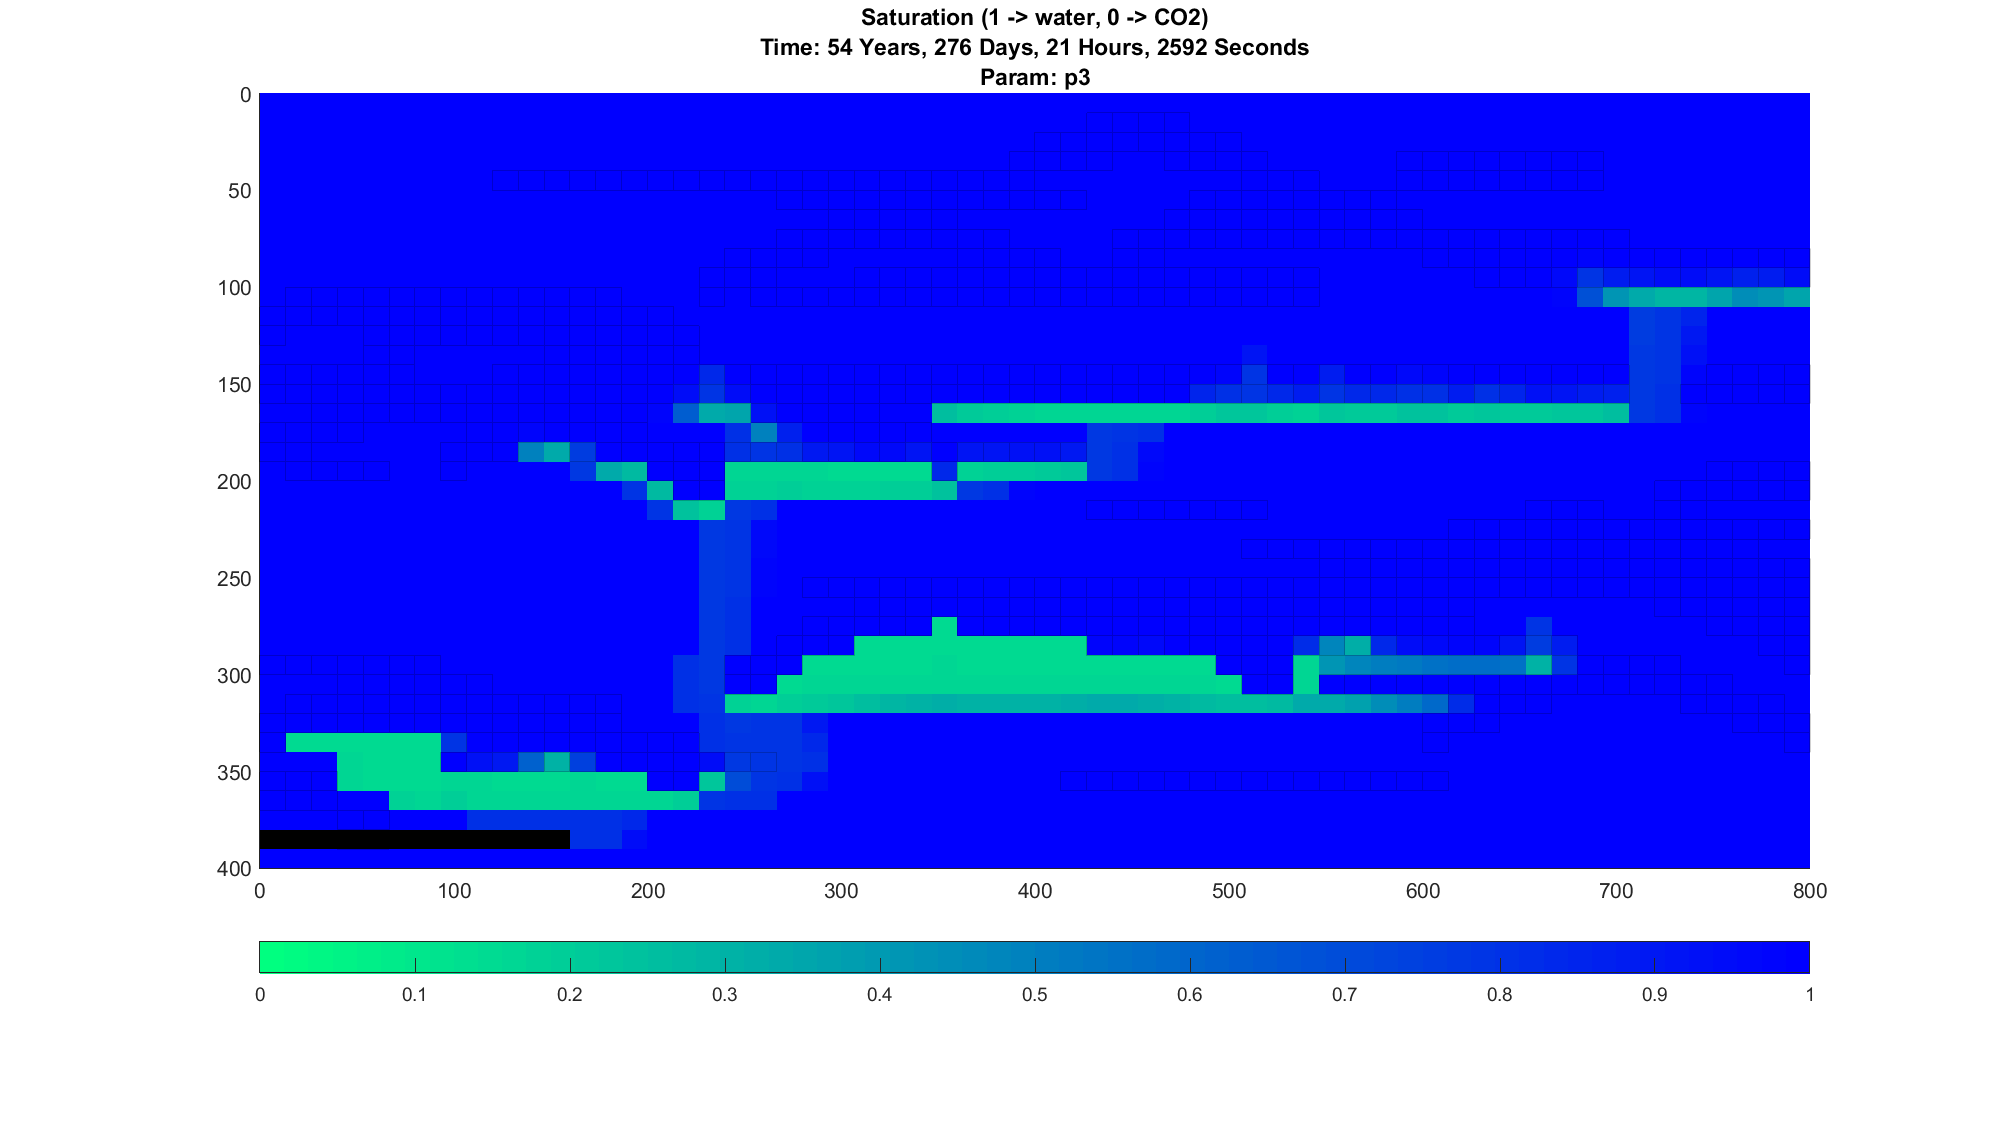 Saturation (1 -> water, 0 -> CO2)
Time: 54 Years, 276 Days, 21 Hours, 2592 Seconds
Param: p3
0
50
100
150
200
250
300
350
400
0 100 200 300 400 500 600 700 800
0 0.1 0.2 0.3 0.4 0.5 0.6 0.7 0.8 0.9 1